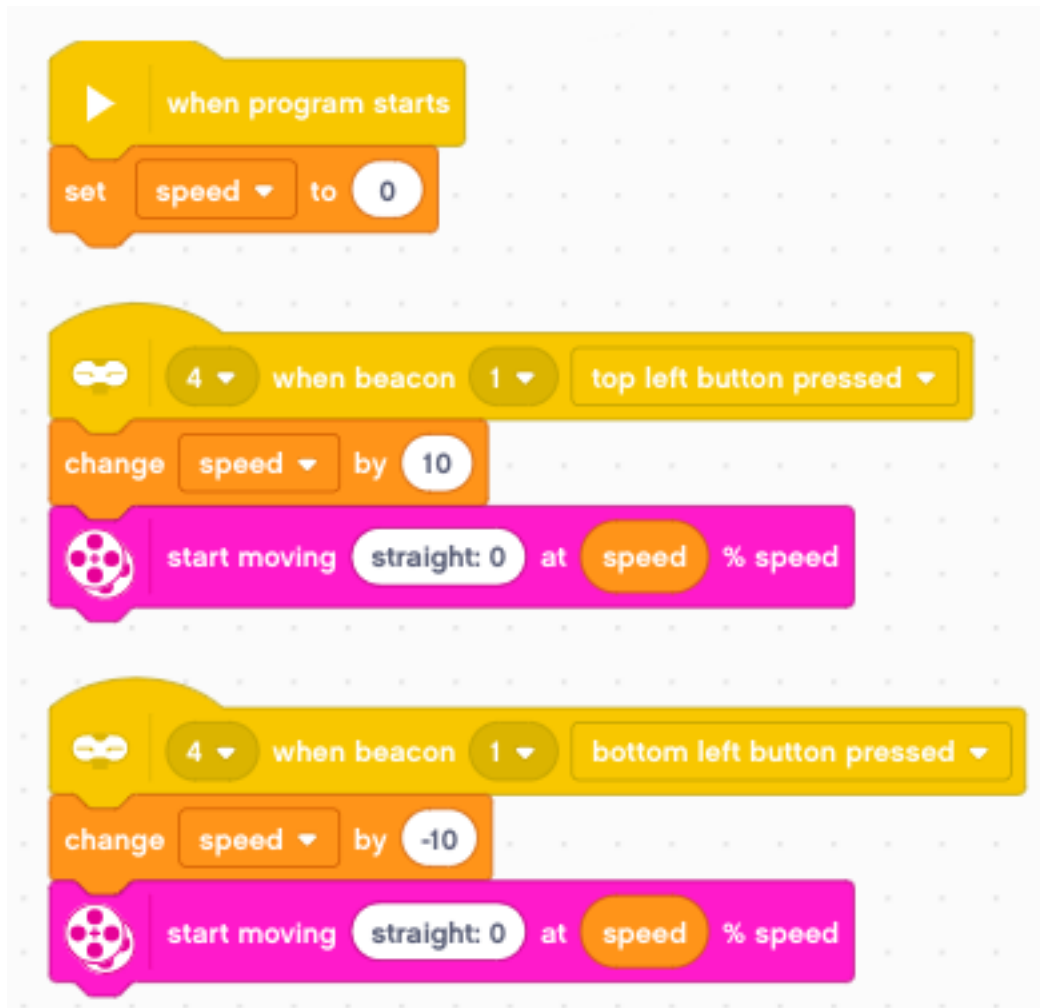 when program starts
set speed to 0
4 when beacon 1 top left button pressed
change speed by 10
start moving straight: 0 at speed % speed
4 when beacon 1 bottom left button pressed
change speed by -10
start moving straight: 0 at speed % speed